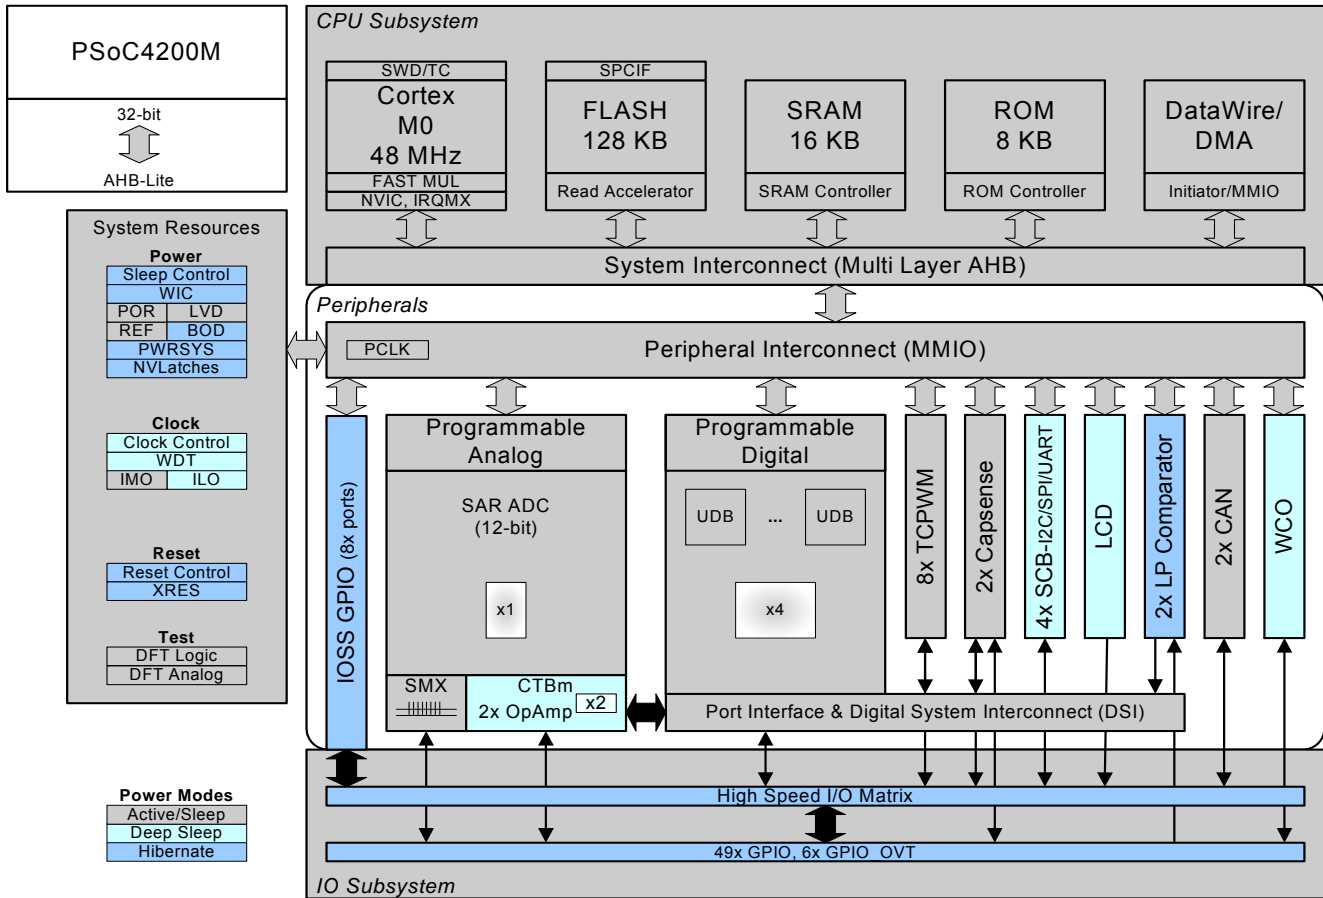 PSoC4200M
32-bit
AHB-Lite
CPU Subsystem
SWD/TC
Cortex
M0
48 MHz
FAST MUL
NVIC, IRQMX
SPCIF
FLASH
128 KB
Read Accelerator
SRAM
16 KB
SRAM Controller
ROM
8 KB
ROM Controller
DataWire/
DMA
Initiator/MMIO
System Interconnect (Multi Layer AHB)
System Resources
Power
Sleep Control
WIC
POR LVD
REF BOD
PWRSYS
NVLatches
Clock
Clock Control
WDT
IMO ILO
Reset
Reset Control
XRES
Test
DFT Logic
DFT Analog
Peripherals
PCLK
Peripheral Interconnect (MMIO)
IOSS GPIO (8x ports)
Programmable
Analog
SAR ADC
(12-bit)
x1
SMX
CTBm
2x OpAmp
x2
Programmable
Digital
UDB ... UDB
x4
8x TCPWM
2x Capsense
4x SCB-I2C/SPI/UART
LCD
2x LP Comparator
2x CAN
WCO
Port Interface & Digital System Interconnect (DSI)
Power Modes
Active/Sleep
Deep Sleep
Hibernate
High Speed I/O Matrix
49x GPIO, 6x GPIO_OVT
IO Subsystem